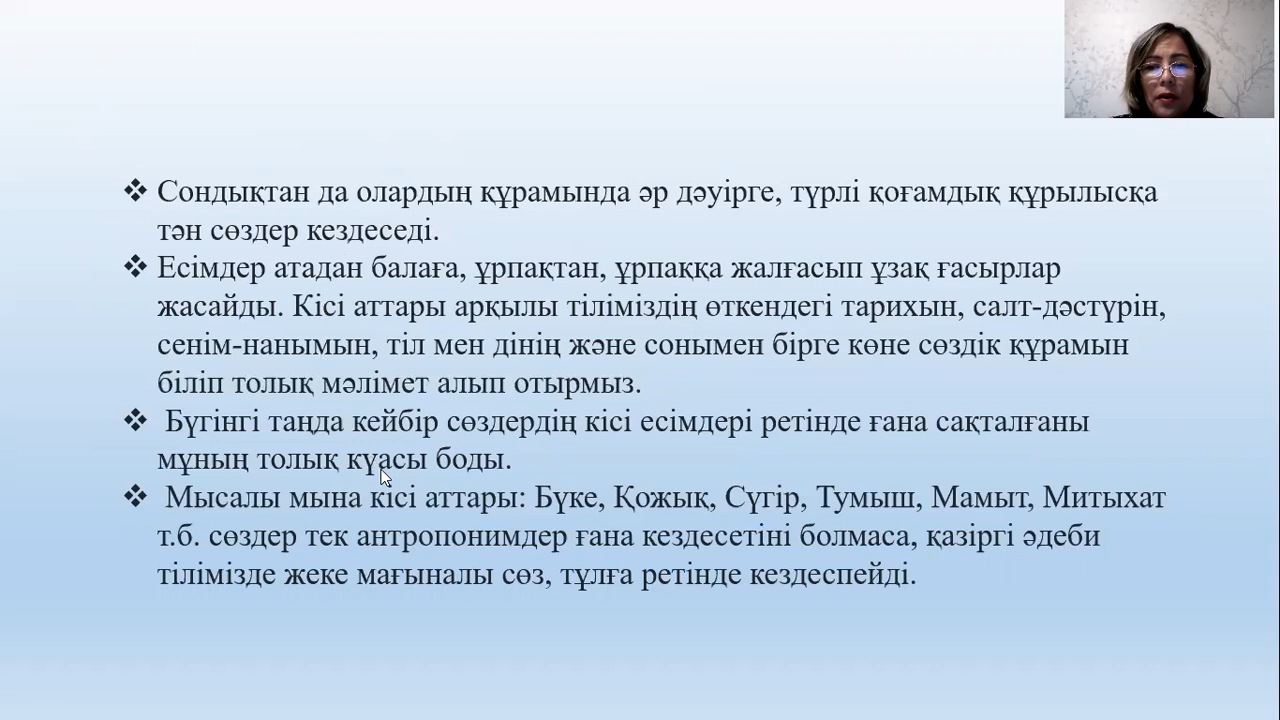 ❖ Сондықтан да олардың құрамында әр дәуірге, түрлі қоғамдық құрылысқа
тән сөздер кездеседі.
❖ Есімдер атадан балаға, ұрпақтан, ұрпаққа жалғасып ұзақ ғасырлар
жасайды. Кісі аттары арқылы тіліміздің өткендегі тарихын, салт-дәстүрін,
сенім-нанымын, тіл мен дінің және сонымен бірге көне сөздік құрамын
біліп толық мәлімет алып отырмыз.
❖ Бүгінгі таңда кейбір сөздердің кісі есімдері ретінде ғана сақталғаны
мұның толық куәсы боды.
❖ Мысалы мына кісі аттары: Бүке, Қожық, Сүгір, Тумыш, Мамыт, Митыхат
т.б. сөздер тек антропонимдер ғана кездесетіні болмаса, қазіргі әдеби
тілімізде жеке мағыналы сөз, тұлға ретінде кездеспейді.